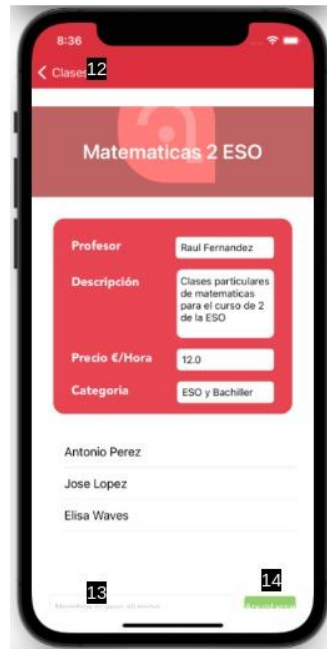 8:36
Clases 12
Matematicas 2 ESO
Profesor Raul Fernandez
Descripción Clases particulares
de matematicas
para el curso de 2
de la ESO
Precio €/Hora 12.0
Categoria ESO y Bachiller
Antonio Perez
Jose Lopez
Elisa Waves
13 14